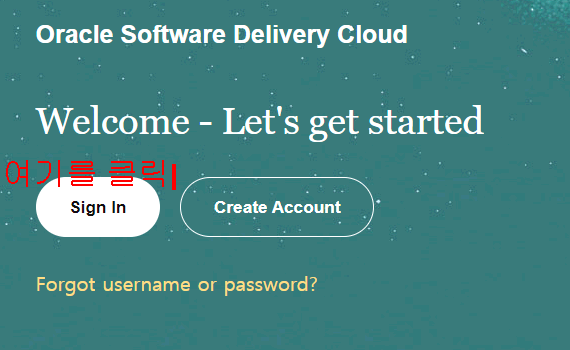 Oracle Software Delivery Cloud
Welcome - Let's get started
여기를 클릭
Sign In
Create Account
Forgot username or password?